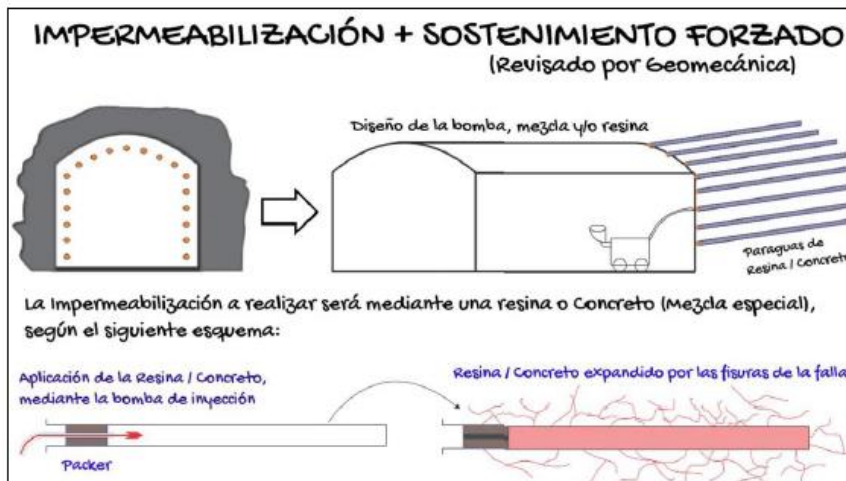 IMPERMEABILIZACIÓN + SOSTENIMIENTO FORZADO
(Revisado por Geomecánica)
Diseño de la bomba, mezcla y/o resina
Paraguas de
Resina / Concreto
La Impermeabilización a realizar será mediante una resina o Concreto (Mezcla especial),
según el siguiente esquema:
Aplicación de la Resina / Concreto,
mediante la bomba de inyección
Resina / Concreto expandido por las fisuras de la falla
Packer